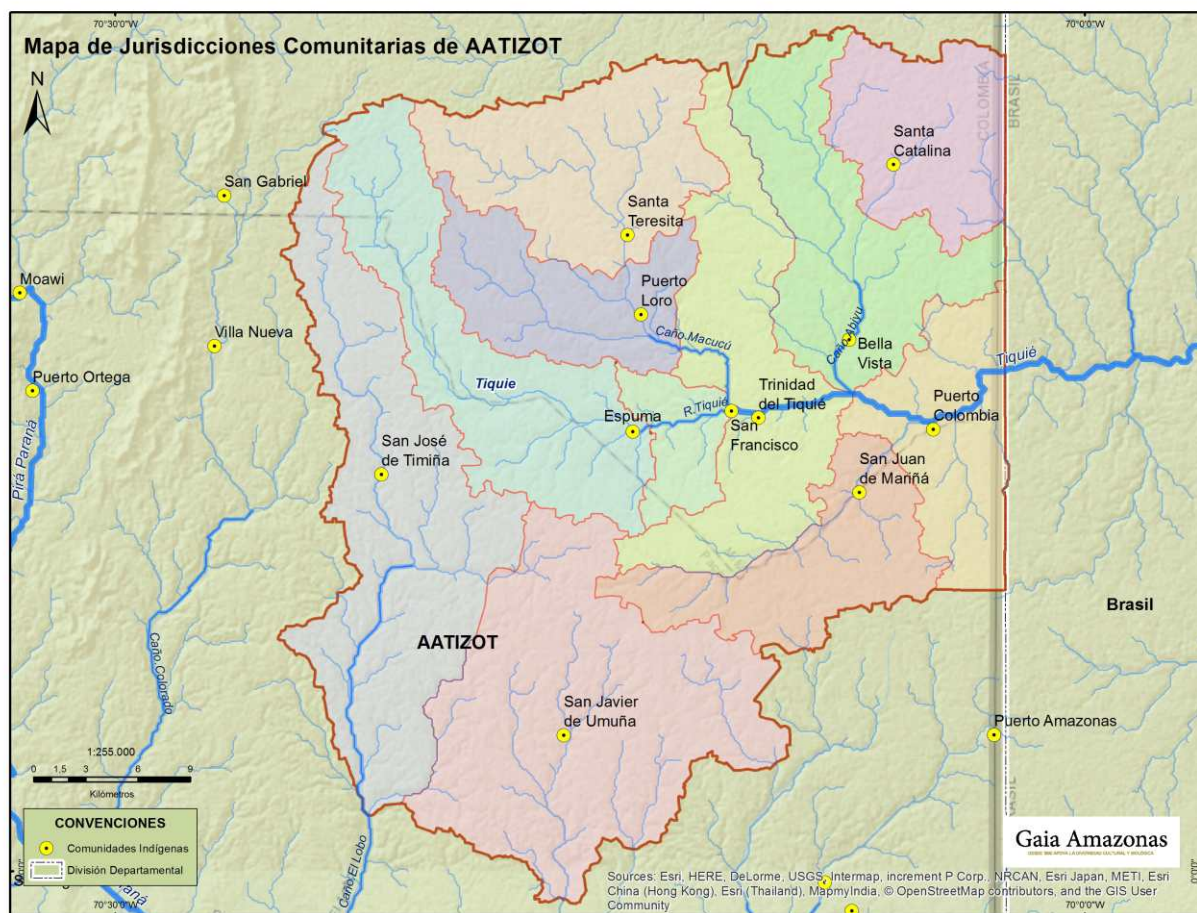 70°30'0"W
70°0'0"W
Mapa de Jurisdicciones Comunitarias de AATIZOT
N
COLOMBIA
BRASIL
Santa
Catalina
San Gabriel
Santa
Teresita
Moawi
Puerto
Loro
Villa Nueva
Caño Macucú
Caño Abiyu
Bella
Vista
Tiquié
Puerto Ortega
Tiquie
Trinidad
del Tiquié
Puerto
Colombia
Espuma
R. Tiquié
San
Francisco
Pirá Paraná
San José
de Timiña
San Juan
de Mariñá
Brasil
AATIZOT
Caño Colorado
San Javier
de Umuña
Puerto Amazonas
1:255.000
0 1,5 3 6 9
Kilómetros
CONVENCIONES
Comunidades Indígenas
División Departamental
Caño El Lobo
Gaia Amazonas
Sources: Esri, HERE, DeLorme, USGS, Intermap, increment P Corp., NRCAN, Esri Japan, METI, Esri
China (Hong Kong), Esri (Thailand), MapmyIndia, © OpenStreetMap contributors, and the GIS User
Community
70°30'0"W
70°0'0"W